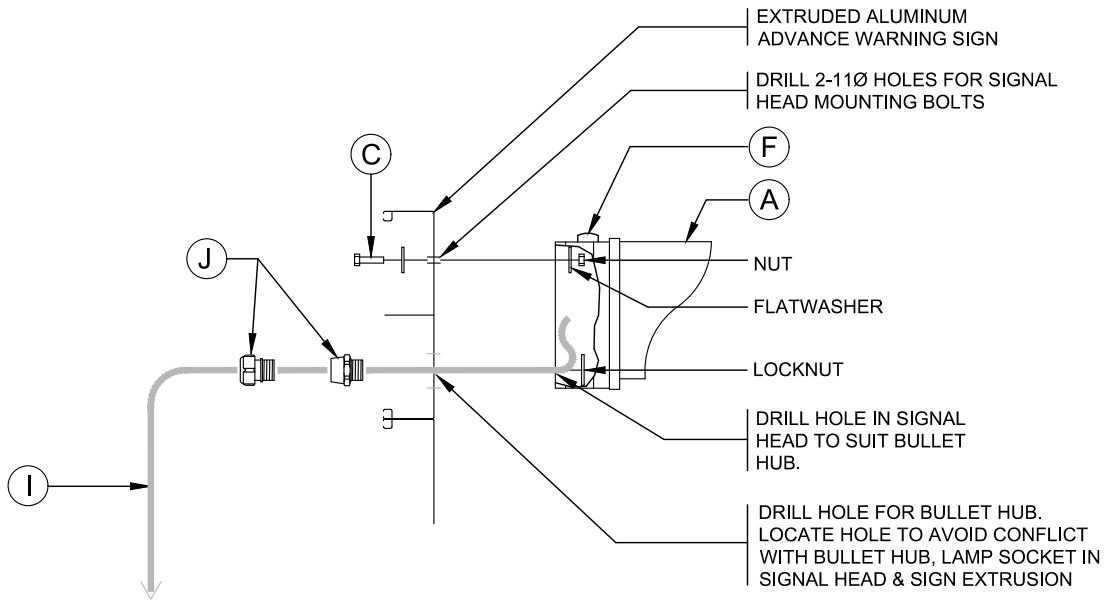 EXTRUDED ALUMINUM
ADVANCE WARNING SIGN
DRILL 2-11Ø HOLES FOR SIGNAL
HEAD MOUNTING BOLTS
C
F
A
J
NUT
FLATWASHER
LOCKNUT
DRILL HOLE IN SIGNAL
HEAD TO SUIT BULLET
HUB.
I
DRILL HOLE FOR BULLET HUB.
LOCATE HOLE TO AVOID CONFLICT
WITH BULLET HUB, LAMP SOCKET IN
SIGNAL HEAD & SIGN EXTRUSION